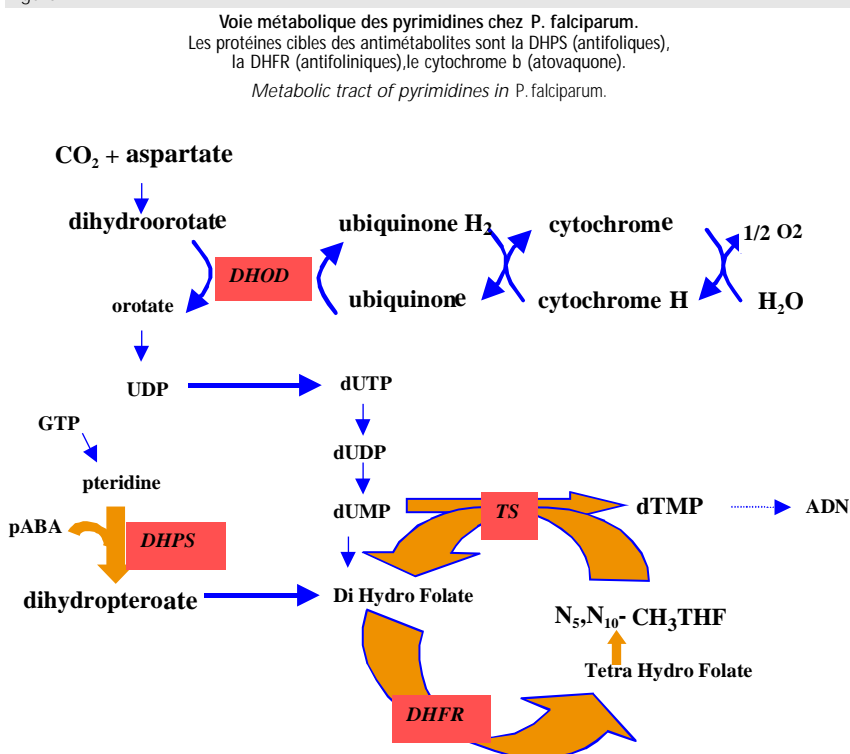 Voie métabolique des pyrimidines chez P. falciparum.
Les protéines cibles des antimétabolites sont la DHPS (antifoliques),
la DHFR (antifoliniques),le cytochrome b (atovaquone).
Metabolic tract of pyrimidines in P. falciparum.
CO₂ + aspartate
dihydroorotate
ubiquinone H₂
cytochrome
1/2 O2
DHOD
orotate
ubiquinone
cytochrome H
H₂O
UDP
dUTP
GTP
dUDP
pteridine
dUMP
TS
dTMP
ADN
pABA
DHPS
dihydropteroate
Di Hydro Folate
N₅,N₁₀- CH₃THF
Tetra Hydro Folate
DHFR